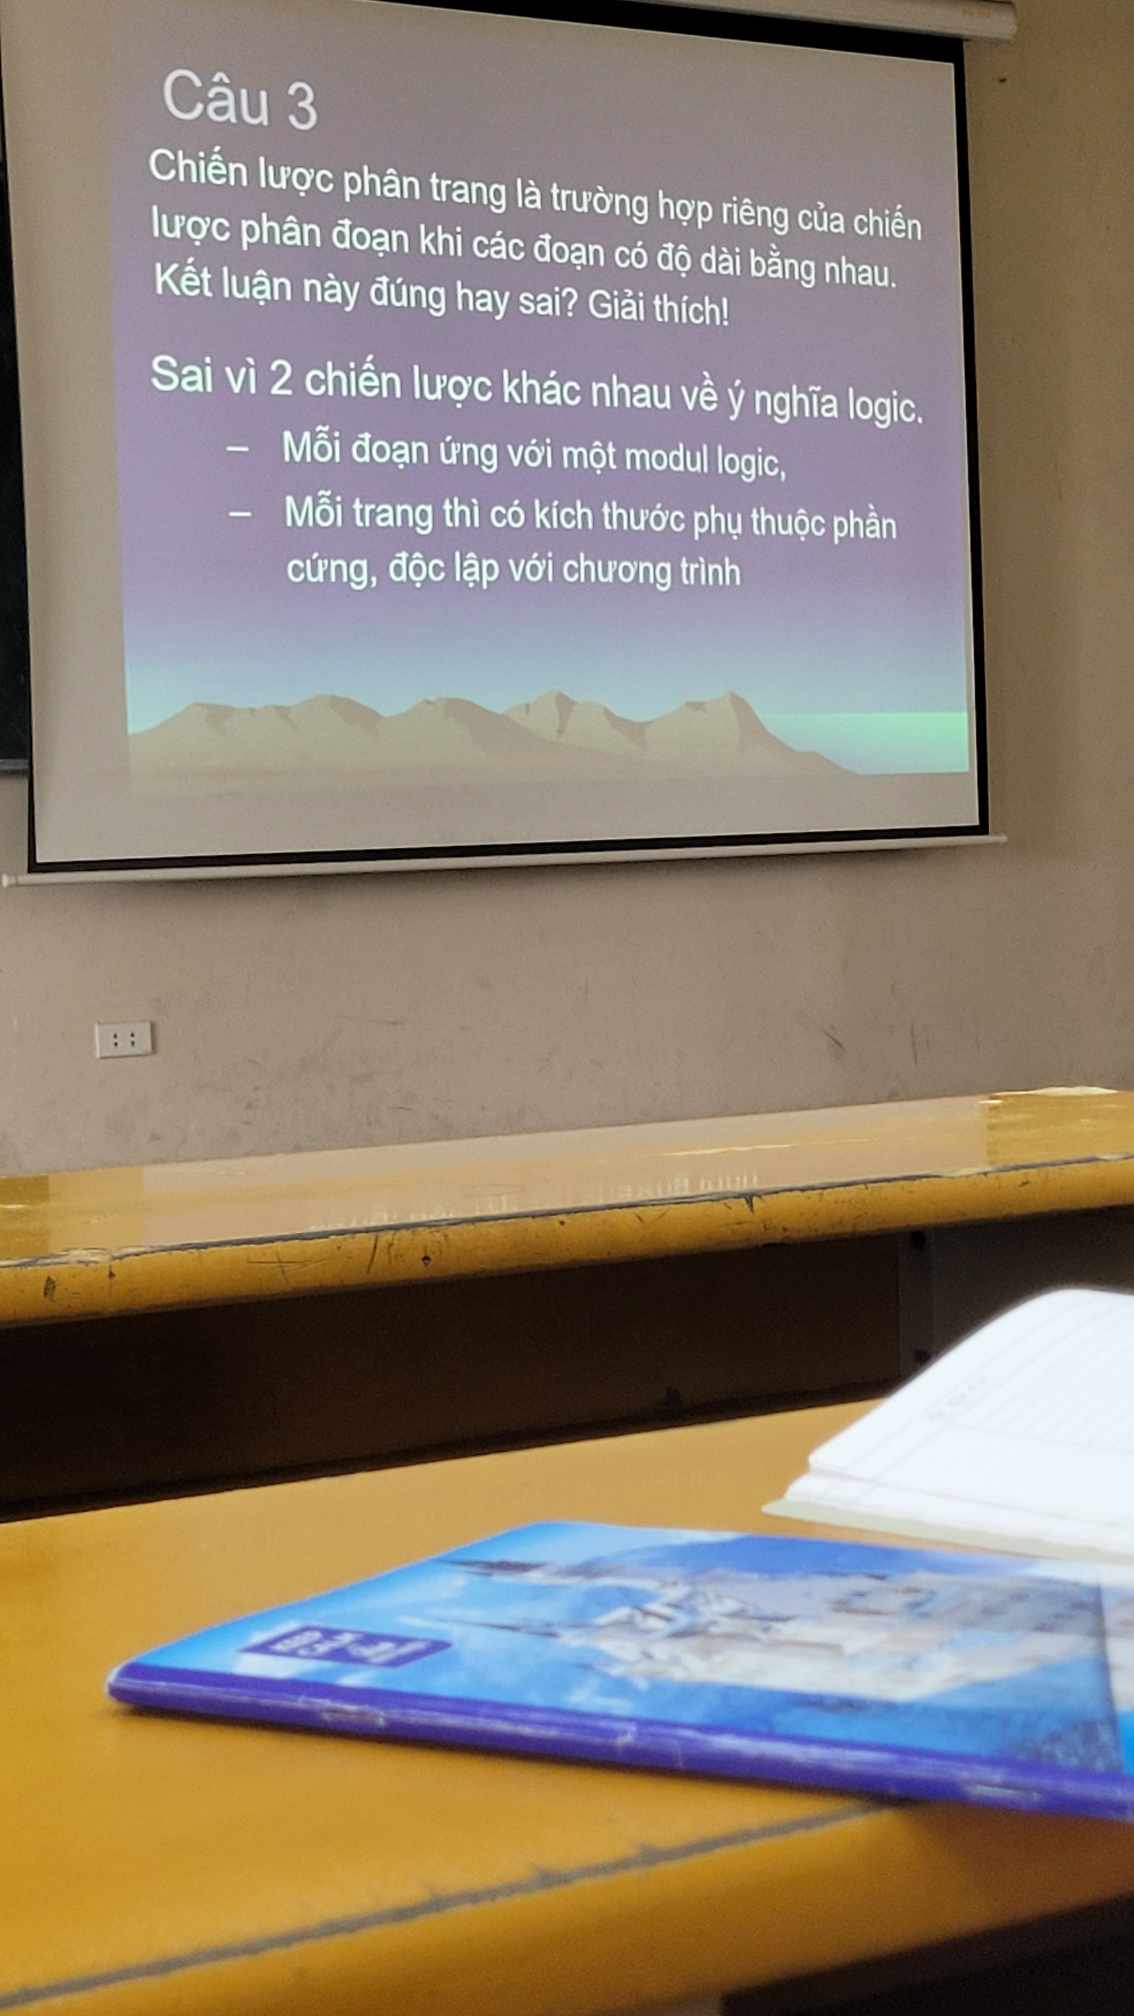 Câu 3
Chiến lược phân trang là trường hợp riêng của chiến
lược phân đoạn khi các đoạn có độ dài bằng nhau.
Kết luận này đúng hay sai? Giải thích!
Sai vì 2 chiến lược khác nhau về ý nghĩa logic.
– Mỗi đoạn ứng với một modul logic,
– Mỗi trang thì có kích thước phụ thuộc phần
cứng, độc lập với chương trình